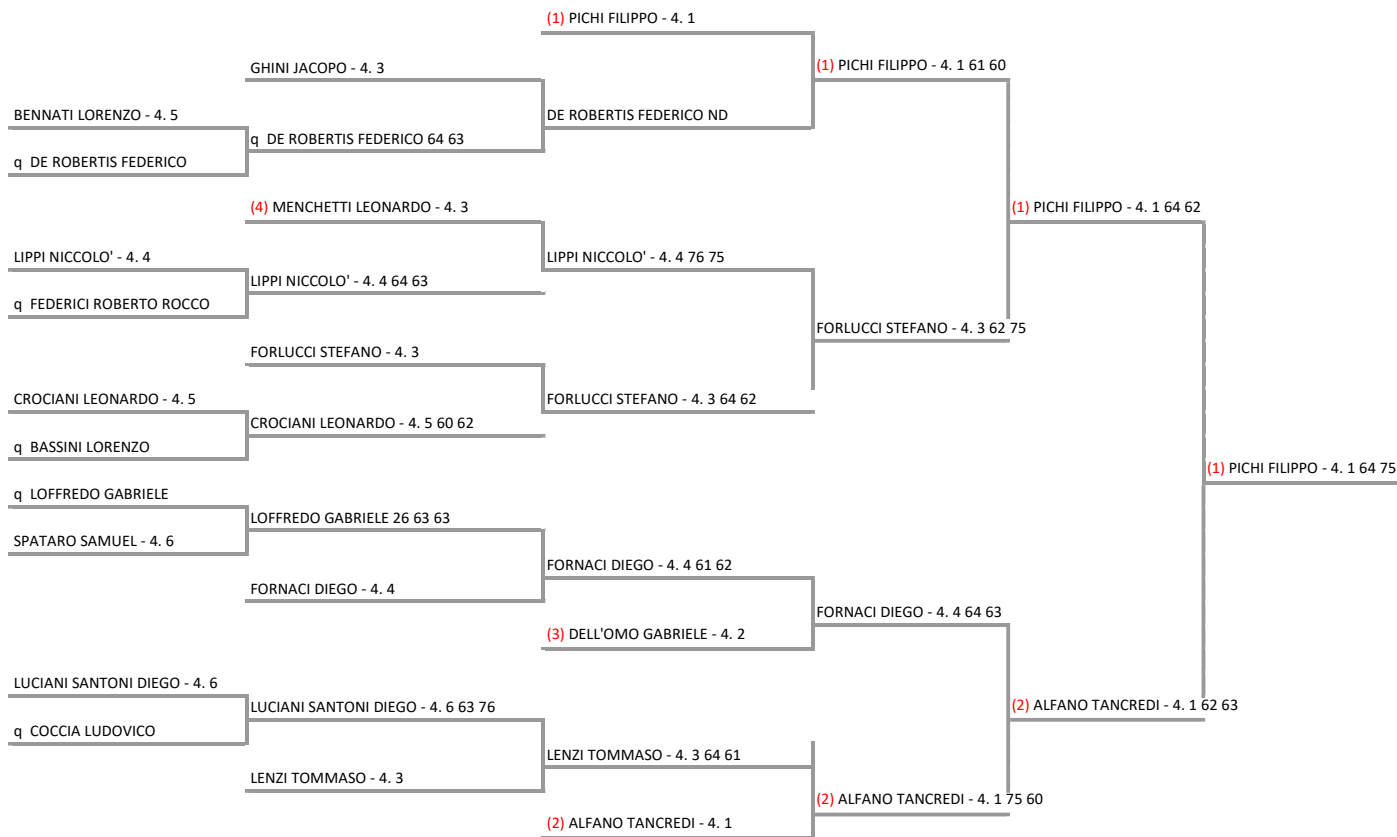 (1) PICHI FILIPPO - 4. 1
GHINI JACOPO - 4. 3
(1) PICHI FILIPPO - 4. 1 61 60
BENNATI LORENZO - 4. 5
DE ROBERTIS FEDERICO ND
q DE ROBERTIS FEDERICO 64 63
q DE ROBERTIS FEDERICO
(4) MENCHETTI LEONARDO - 4. 3
(1) PICHI FILIPPO - 4. 1 64 62
LIPPI NICCOLO' - 4. 4
LIPPI NICCOLO' - 4. 4 76 75
LIPPI NICCOLO' - 4. 4 64 63
q FEDERICI ROBERTO ROCCO
FORLUCCI STEFANO - 4. 3 62 75
FORLUCCI STEFANO - 4. 3
CROCIANI LEONARDO - 4. 5
FORLUCCI STEFANO - 4. 3 64 62
CROCIANI LEONARDO - 4. 5 60 62
q BASSINI LORENZO
(1) PICHI FILIPPO - 4. 1 64 75
q LOFFREDO GABRIELE
LOFFREDO GABRIELE 26 63 63
SPATARO SAMUEL - 4. 6
FORNACI DIEGO - 4. 4 61 62
FORNACI DIEGO - 4. 4
FORNACI DIEGO - 4. 4 64 63
(3) DELL'OMO GABRIELE - 4. 2
LUCIANI SANTONI DIEGO - 4. 6
LUCIANI SANTONI DIEGO - 4. 6 63 76
(2) ALFANO TANCREDI - 4. 1 62 63
q COCCIA LUDOVICO
LENZI TOMMASO - 4. 3 64 61
LENZI TOMMASO - 4. 3
(2) ALFANO TANCREDI - 4. 1 75 60
(2) ALFANO TANCREDI - 4. 1